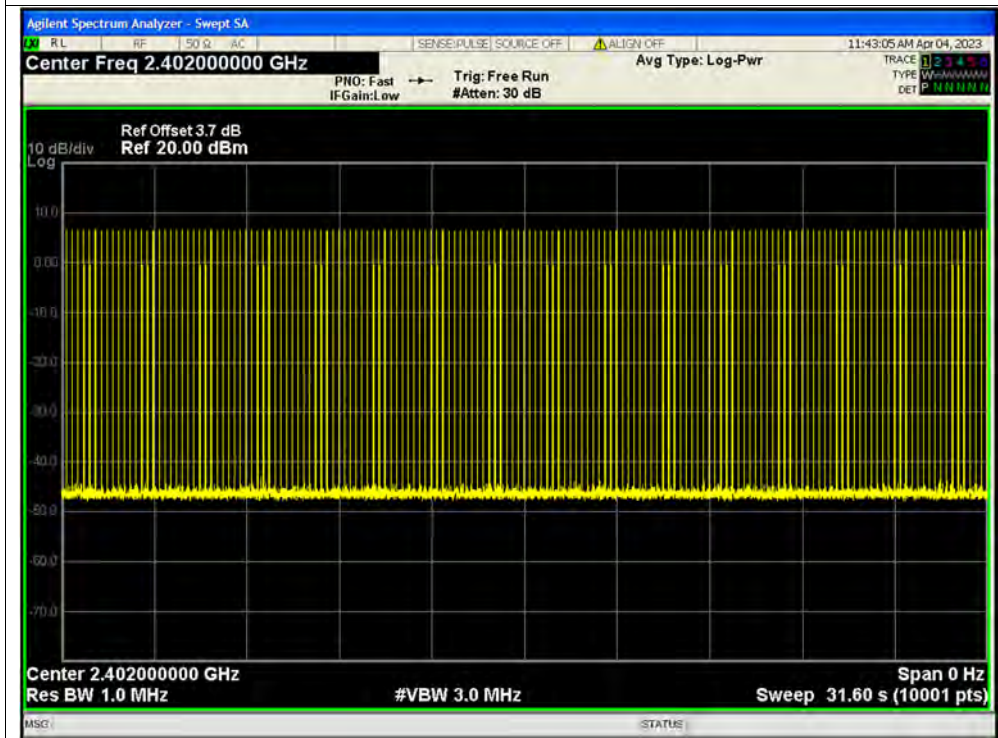 Agilent Spectrum Analyzer - Swept SA
LXI RL RF 50 Ω AC SENSE:PULSE SOURCE OFF ALIGN OFF 11:43:05 AM Apr 04, 2023
Center Freq 2.402000000 GHz Avg Type: Log-Pwr TRACE 1 2 3 4 5 6
PNO: Fast Trig: Free Run TYPE W
IFGain:Low #Atten: 30 dB DET P N N N N N
Ref Offset 3.7 dB
10 dB/div Ref 20.00 dBm
Log
10.0
0.00
-10.0
-20.0
-30.0
-40.0
-50.0
-60.0
-70.0
Center 2.402000000 GHz Span 0 Hz
Res BW 1.0 MHz #VBW 3.0 MHz Sweep 31.60 s (10001 pts)
MSG STATUS